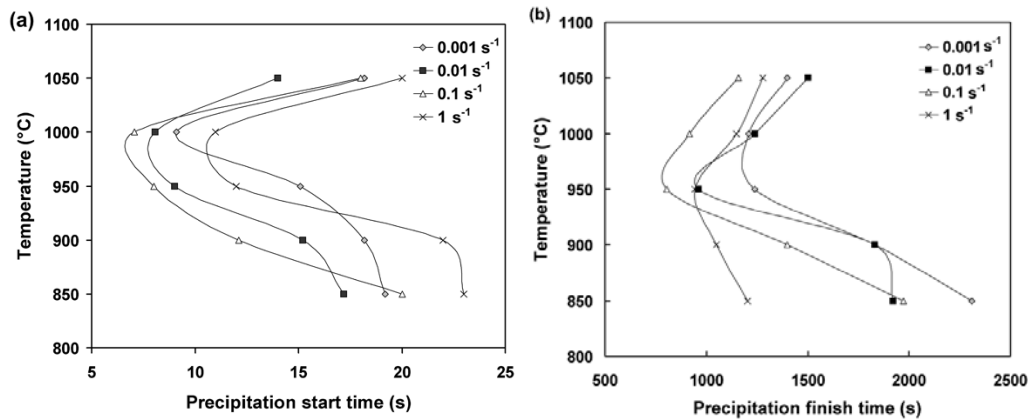 (a)
1100
1050
1000
950
900
850
800
5
10
15
20
25
Temperature (°C)
Precipitation start time (s)
0.001 s⁻¹
0.01 s⁻¹
0.1 s⁻¹
1 s⁻¹
(b)
1100
1050
1000
950
900
850
800
500
1000
1500
2000
2500
Temperature (°C)
Precipitation finish time (s)
0.001 s⁻¹
0.01 s⁻¹
0.1 s⁻¹
1 s⁻¹